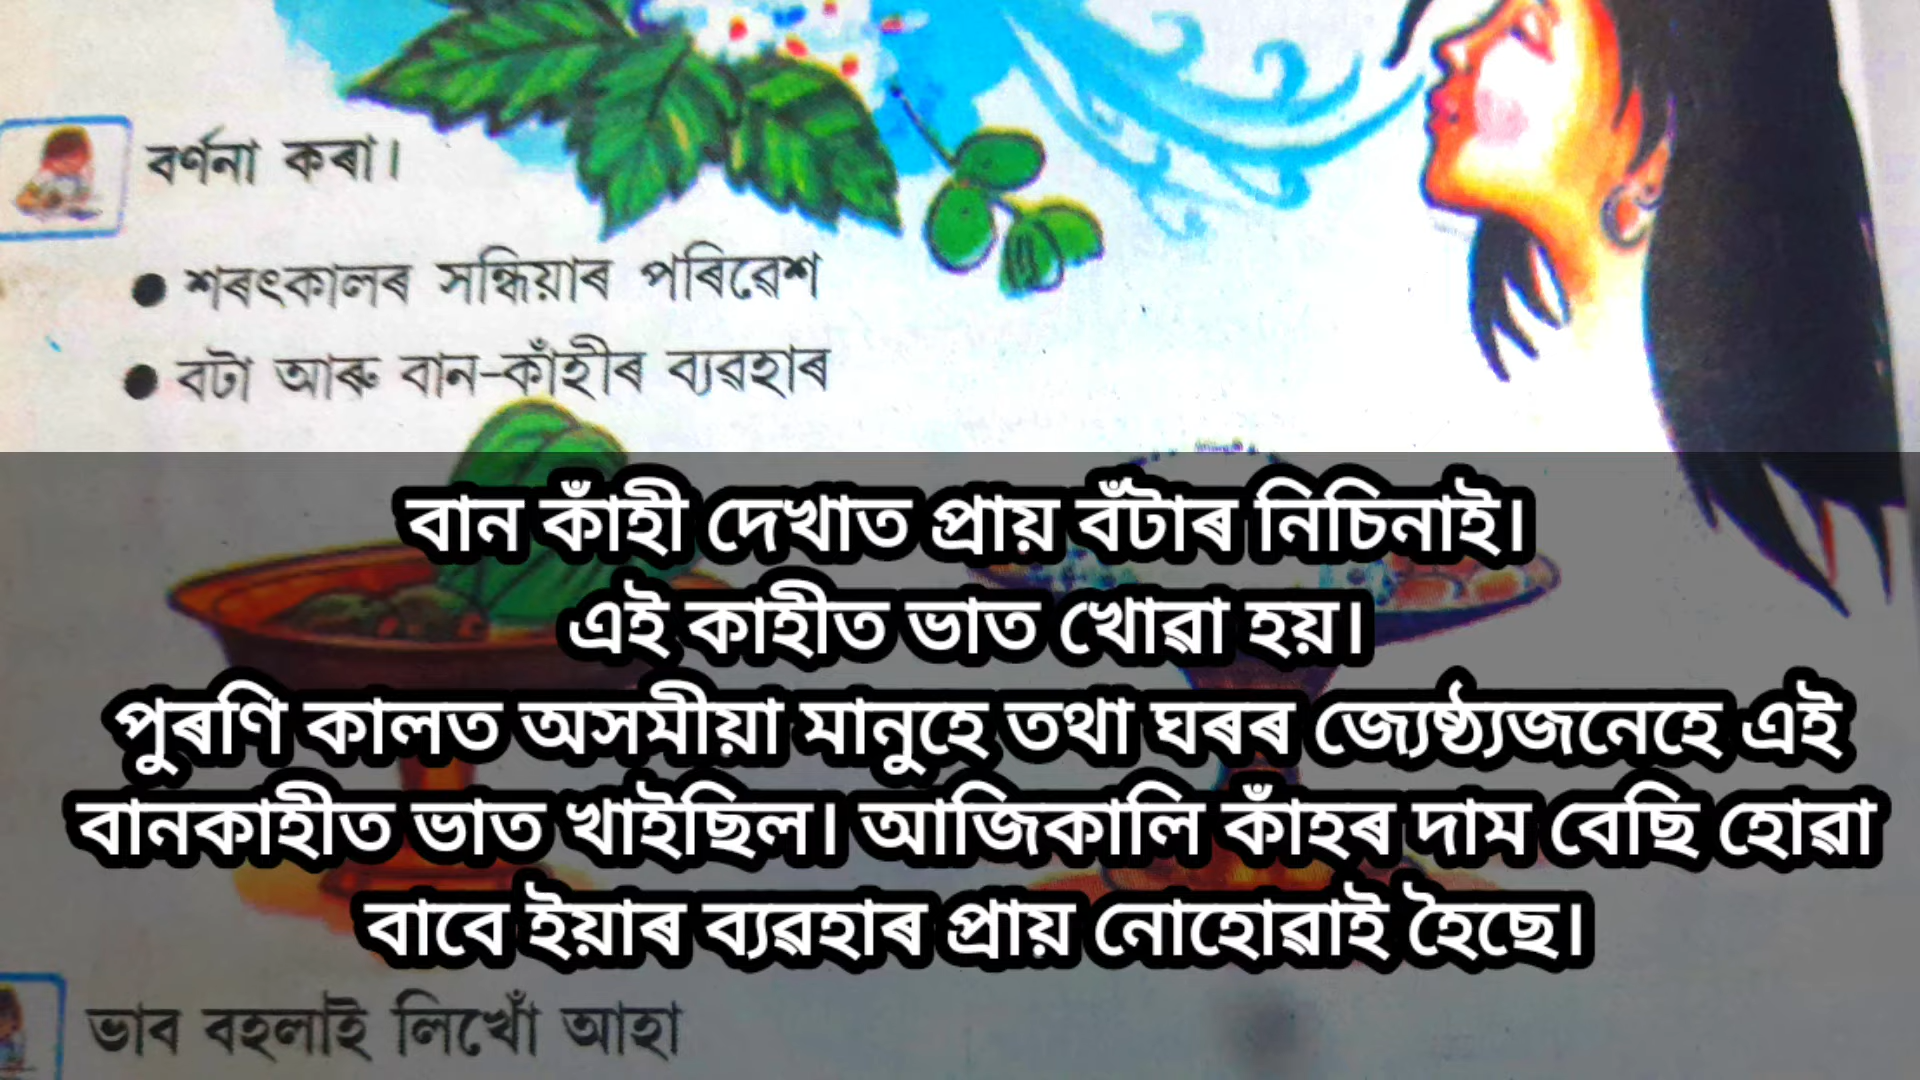 বৰ্ণনা কৰা।
● শৰৎকালৰ সন্ধিয়াৰ পৰিৱেশ
● বটা আৰু বান-কাঁহীৰ ব্যৱহাৰ
বান কাঁহী দেখাত প্ৰায় বঁটাৰ নিচিনাই।
এই কাহীত ভাত খোৱা হয়।
পুৰণি কালত অসমীয়া মানুহে তথা ঘৰৰ জ্যেষ্ঠ্যজনেহে এই
বানকাহীত ভাত খাইছিল। আজিকালি কাঁহৰ দাম বেছি হোৱা
বাবে ইয়াৰ ব্যৱহাৰ প্ৰায় নোহোৱাই হৈছে।
ভাব বহলাই লিখোঁ আহা